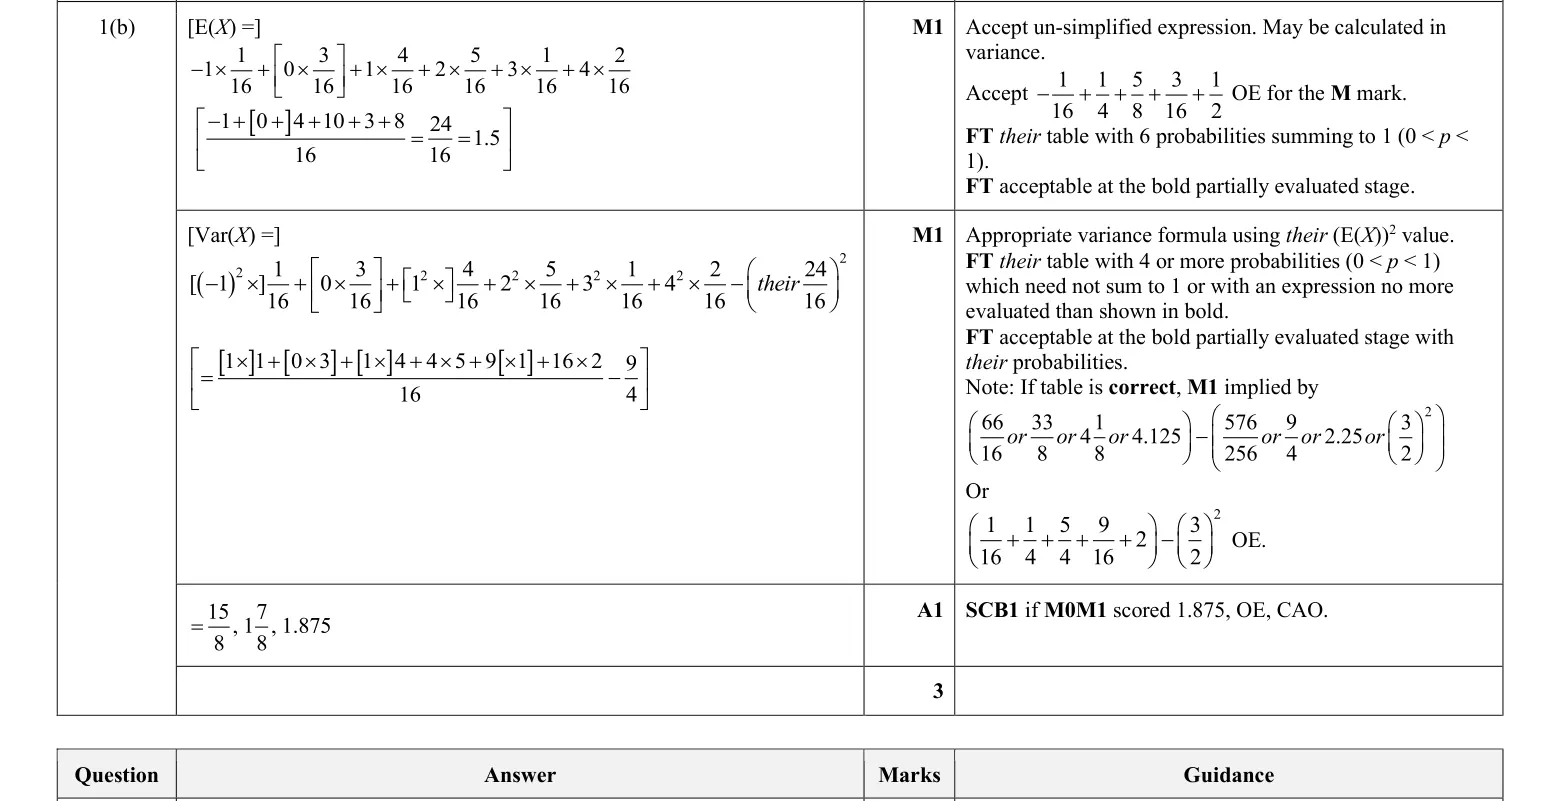 1(b)
[E(X) =]
−1×1/16+[0×3/16]+1×4/16+2×5/16+3×1/16+4×2/16
[(−1+[0+]4+10+3+8)/16=24/16=1.5]
M1
Accept un-simplified expression. May be calculated in
variance.
Accept −1/16+1/4+5/8+3/16+1/2 OE for the M mark.
FT their table with 6 probabilities summing to 1 (0 < p <
1).
FT acceptable at the bold partially evaluated stage.
[Var(X) =]
[(−1)²×]1/16+[0×3/16]+[1²×]4/16+2²×5/16+3²×1/16+4²×2/16−(their 24/16)²
[=([1×]1+[0×3]+[1×]4+4×5+9[×1]+16×2)/16−9/4]
M1
Appropriate variance formula using their (E(X))² value.
FT their table with 4 or more probabilities (0 < p < 1)
which need not sum to 1 or with an expression no more
evaluated than shown in bold.
FT acceptable at the bold partially evaluated stage with
their probabilities.
Note: If table is correct, M1 implied by
(66/16 or 33/8 or 4 1/8 or 4.125)−(576/256 or 9/4 or 2.25 or (3/2)²)
Or
(1/16+1/4+5/4+9/16+2)−(3/2)² OE.
=15/8, 1 7/8, 1.875
A1
SCB1 if M0M1 scored 1.875, OE, CAO.
3
Question Answer Marks Guidance